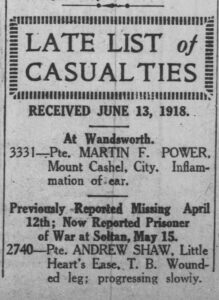 LATE LIST of
CASUALTIES
RECEIVED JUNE 13, 1918.
At Wandsworth.
3331—Pte. MARTIN F. POWER,
Mount Cashel, City. Inflam-
mation of ear.
Previously Reported Missing April
12th; Now Reported Prisoner
of War at Soltan, May 15.
2740—Pte. ANDREW SHAW, Little
Heart's Ease, T. B. Wound-
ed leg; progressing slowly.